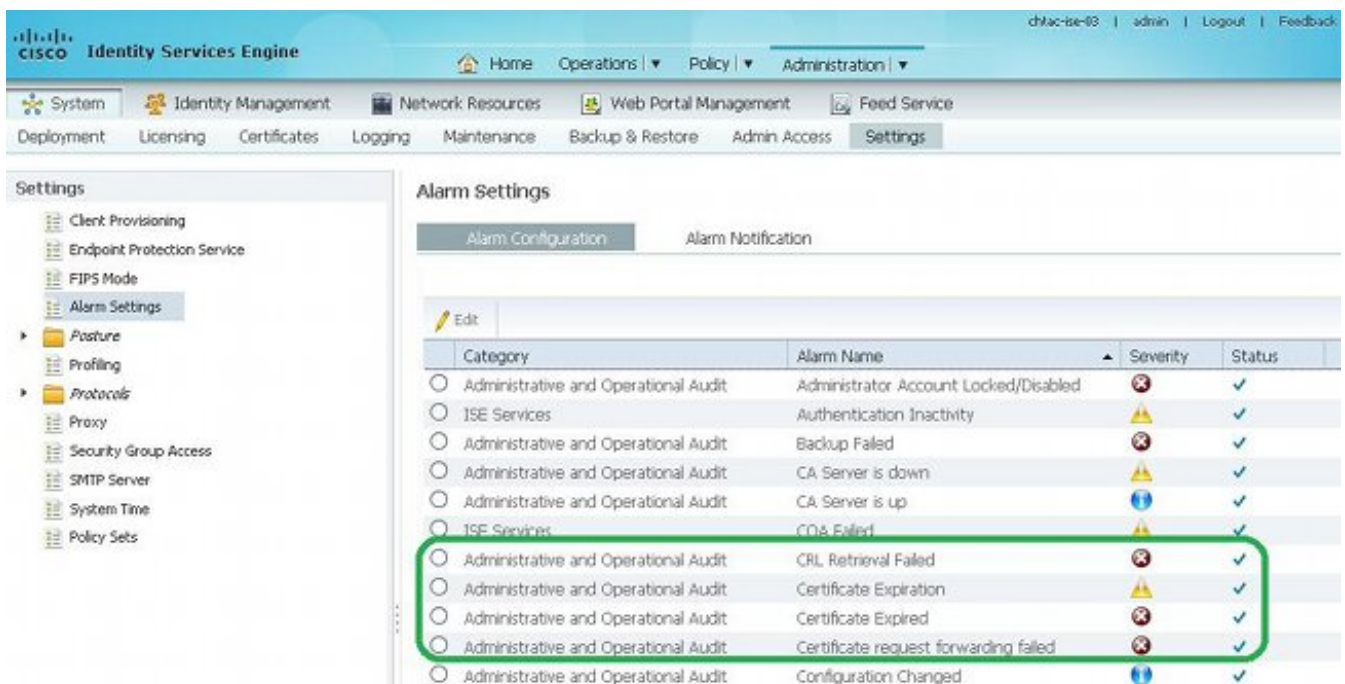 chtac-ise-03 | admin | Logout | Feedback
CISCO Identity Services Engine
Home Operations | Policy | Administration |
System Identity Management Network Resources Web Portal Management Feed Service
Deployment Licensing Certificates Logging Maintenance Backup & Restore Admin Access Settings
Settings
Client Provisioning
Endpoint Protection Service
FIPS Mode
Alarm Settings
Posture
Profiling
Protocols
Proxy
Security Group Access
SMTP Server
System Time
Policy Sets
Alarm Settings
Alarm Configuration Alarm Notification
Edit
Category Alarm Name Severity Status
Administrative and Operational Audit Administrator Account Locked/Disabled
ISE Services Authentication Inactivity
Administrative and Operational Audit Backup Failed
Administrative and Operational Audit CA Server is down
Administrative and Operational Audit CA Server is up
ISE Services COA Failed
Administrative and Operational Audit CRL Retrieval Failed
Administrative and Operational Audit Certificate Expiration
Administrative and Operational Audit Certificate Expired
Administrative and Operational Audit Certificate request forwarding failed
Administrative and Operational Audit Configuration Changed